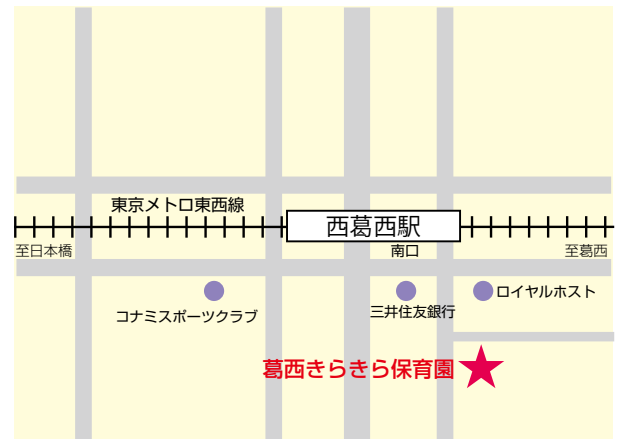 東京メトロ東西線
西葛西駅
至日本橋
南口
至葛西
ロイヤルホスト
コナミスポーツクラブ
三井住友銀行
葛西きらきら保育園